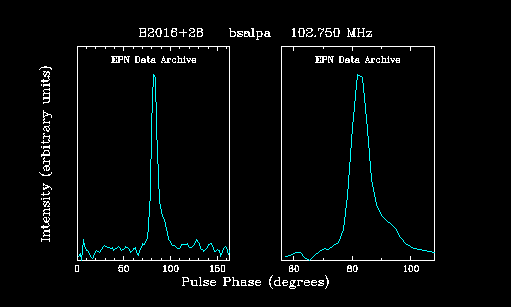 B2016+28 bsalpa 102.750 MHz
EPN Data Archive EPN Data Archive
Intensity (arbitrary units)
0 50 100 150 60 80 100
Pulse Phase (degrees)